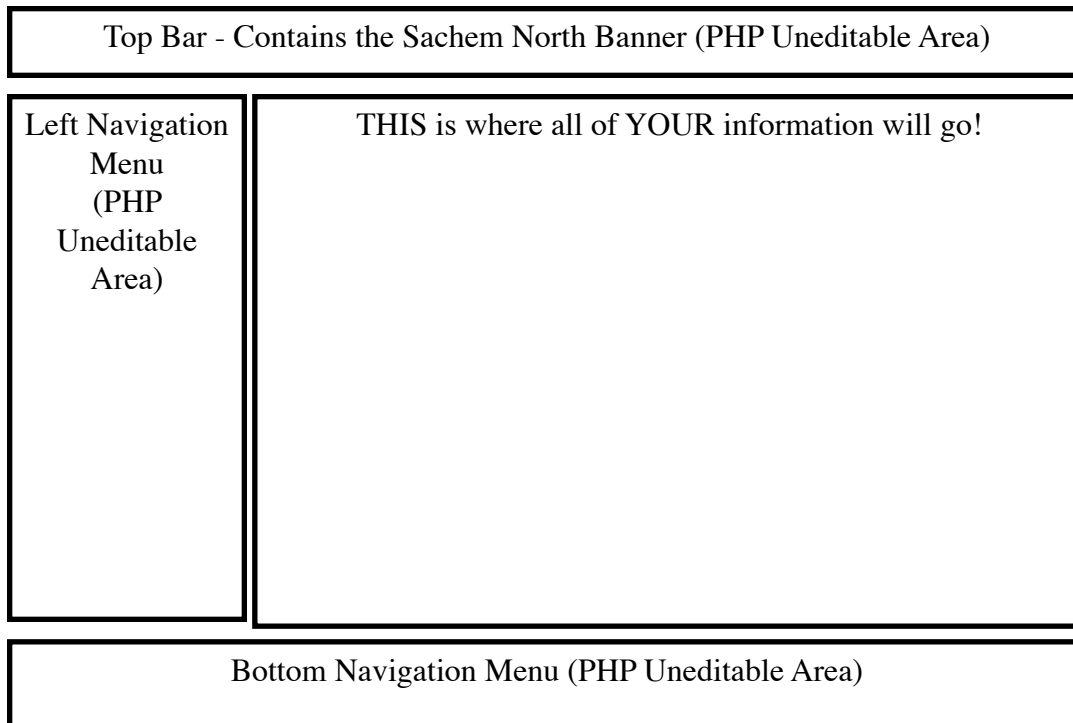 Top Bar - Contains the Sachem North Banner (PHP Uneditable Area)
Left Navigation
Menu
(PHP
Uneditable
Area)
THIS is where all of YOUR information will go!
Bottom Navigation Menu (PHP Uneditable Area)